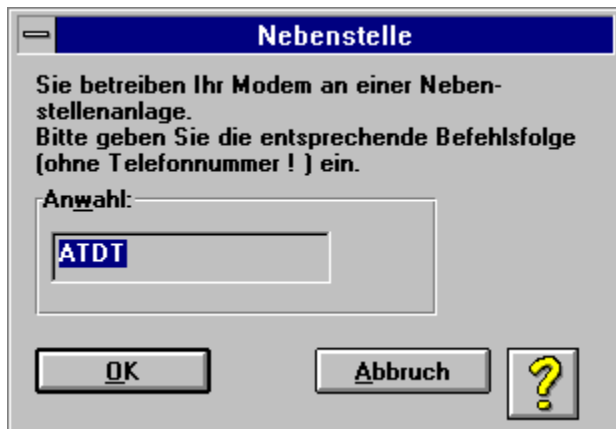 Nebenstelle
Sie betreiben Ihr Modem an einer Neben-
stellenanlage.
Bitte geben Sie die entsprechende Befehlsfolge
(ohne Telefonnummer ! ) ein.
Anwahl:
ATDT
OK Abbruch ?